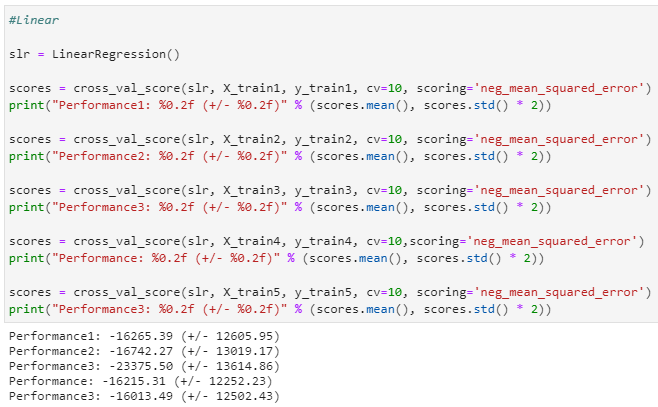 #Linear
slr = LinearRegression()
scores = cross_val_score(slr, X_train1, y_train1, cv=10, scoring='neg_mean_squared_error')
print("Performance1: %0.2f (+/- %0.2f)" % (scores.mean(), scores.std() * 2))
scores = cross_val_score(slr, X_train2, y_train2, cv=10, scoring='neg_mean_squared_error')
print("Performance2: %0.2f (+/- %0.2f)" % (scores.mean(), scores.std() * 2))
scores = cross_val_score(slr, X_train3, y_train3, cv=10, scoring='neg_mean_squared_error')
print("Performance3: %0.2f (+/- %0.2f)" % (scores.mean(), scores.std() * 2))
scores = cross_val_score(slr, X_train4, y_train4, cv=10,scoring='neg_mean_squared_error')
print("Performance: %0.2f (+/- %0.2f)" % (scores.mean(), scores.std() * 2))
scores = cross_val_score(slr, X_train5, y_train5, cv=10, scoring='neg_mean_squared_error')
print("Performance3: %0.2f (+/- %0.2f)" % (scores.mean(), scores.std() * 2))
Performance1: -16265.39 (+/- 12605.95)
Performance2: -16742.27 (+/- 13019.17)
Performance3: -23375.50 (+/- 13614.86)
Performance: -16215.31 (+/- 12252.23)
Performance3: -16013.49 (+/- 12502.43)